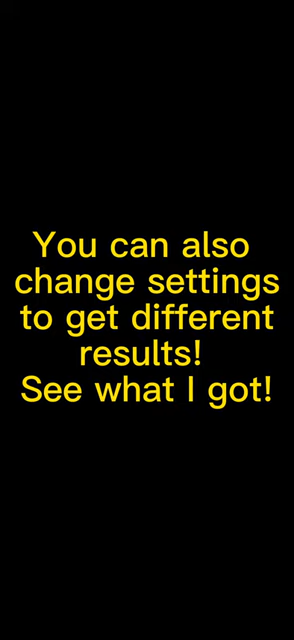 You can also
change settings
to get different
results!
See what I got!